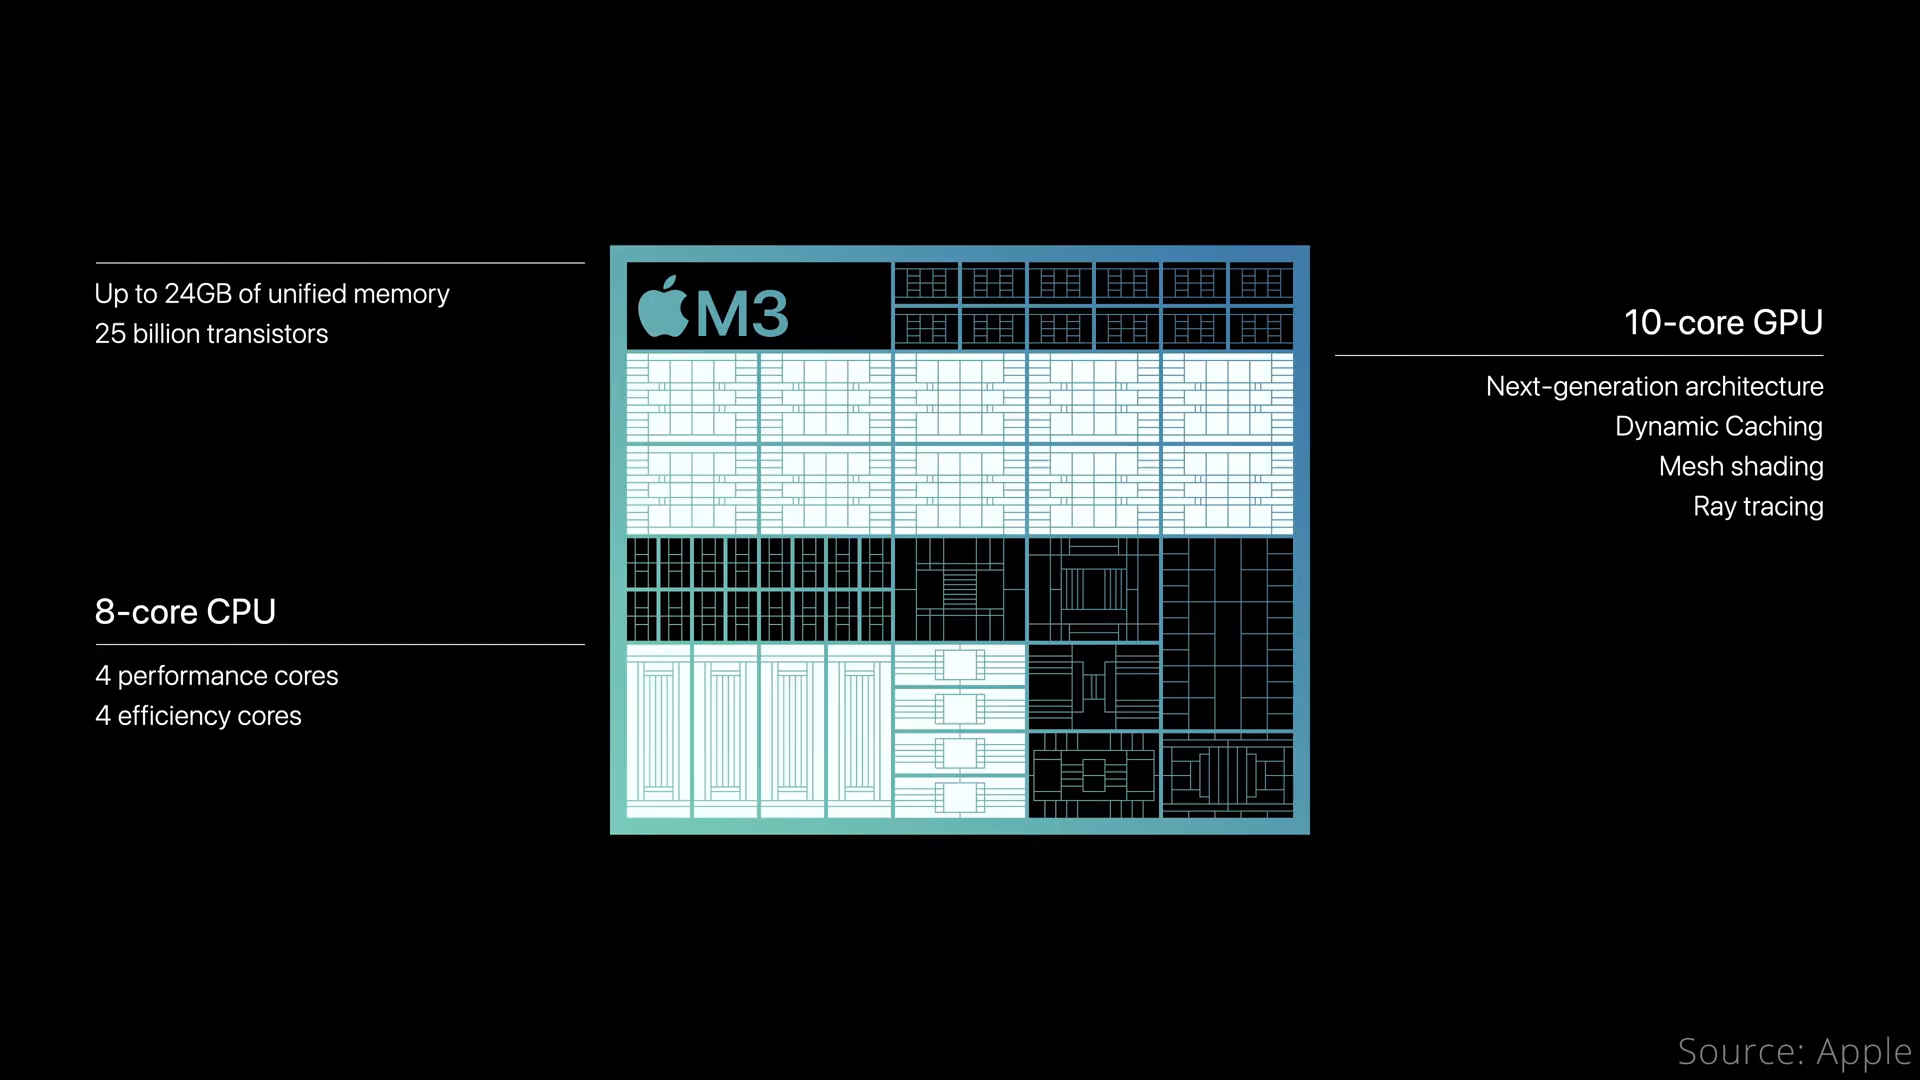 Up to 24GB of unified memory
25 billion transistors
8-core CPU
4 performance cores
4 efficiency cores
M3
10-core GPU
Next-generation architecture
Dynamic Caching
Mesh shading
Ray tracing
Source: Apple